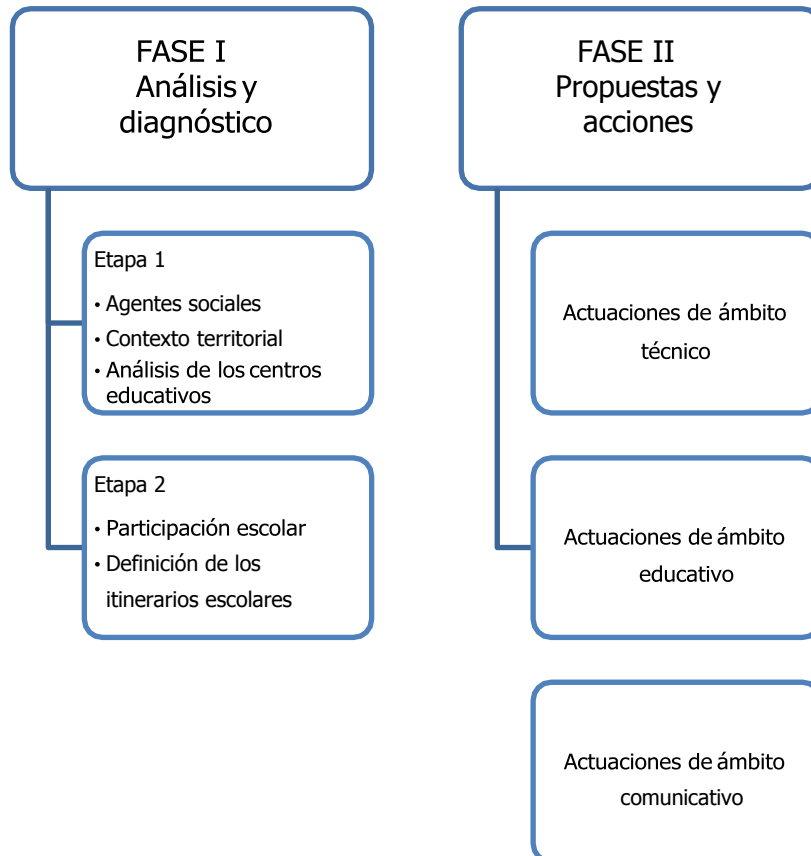 FASE I
Análisis y
diagnóstico
Etapa 1
• Agentes sociales
• Contexto territorial
• Análisis de los centros
educativos
Etapa 2
• Participación escolar
• Definición de los
itinerarios escolares
FASE II
Propuestas y
acciones
Actuaciones de ámbito
técnico
Actuaciones de ámbito
educativo
Actuaciones de ámbito
comunicativo